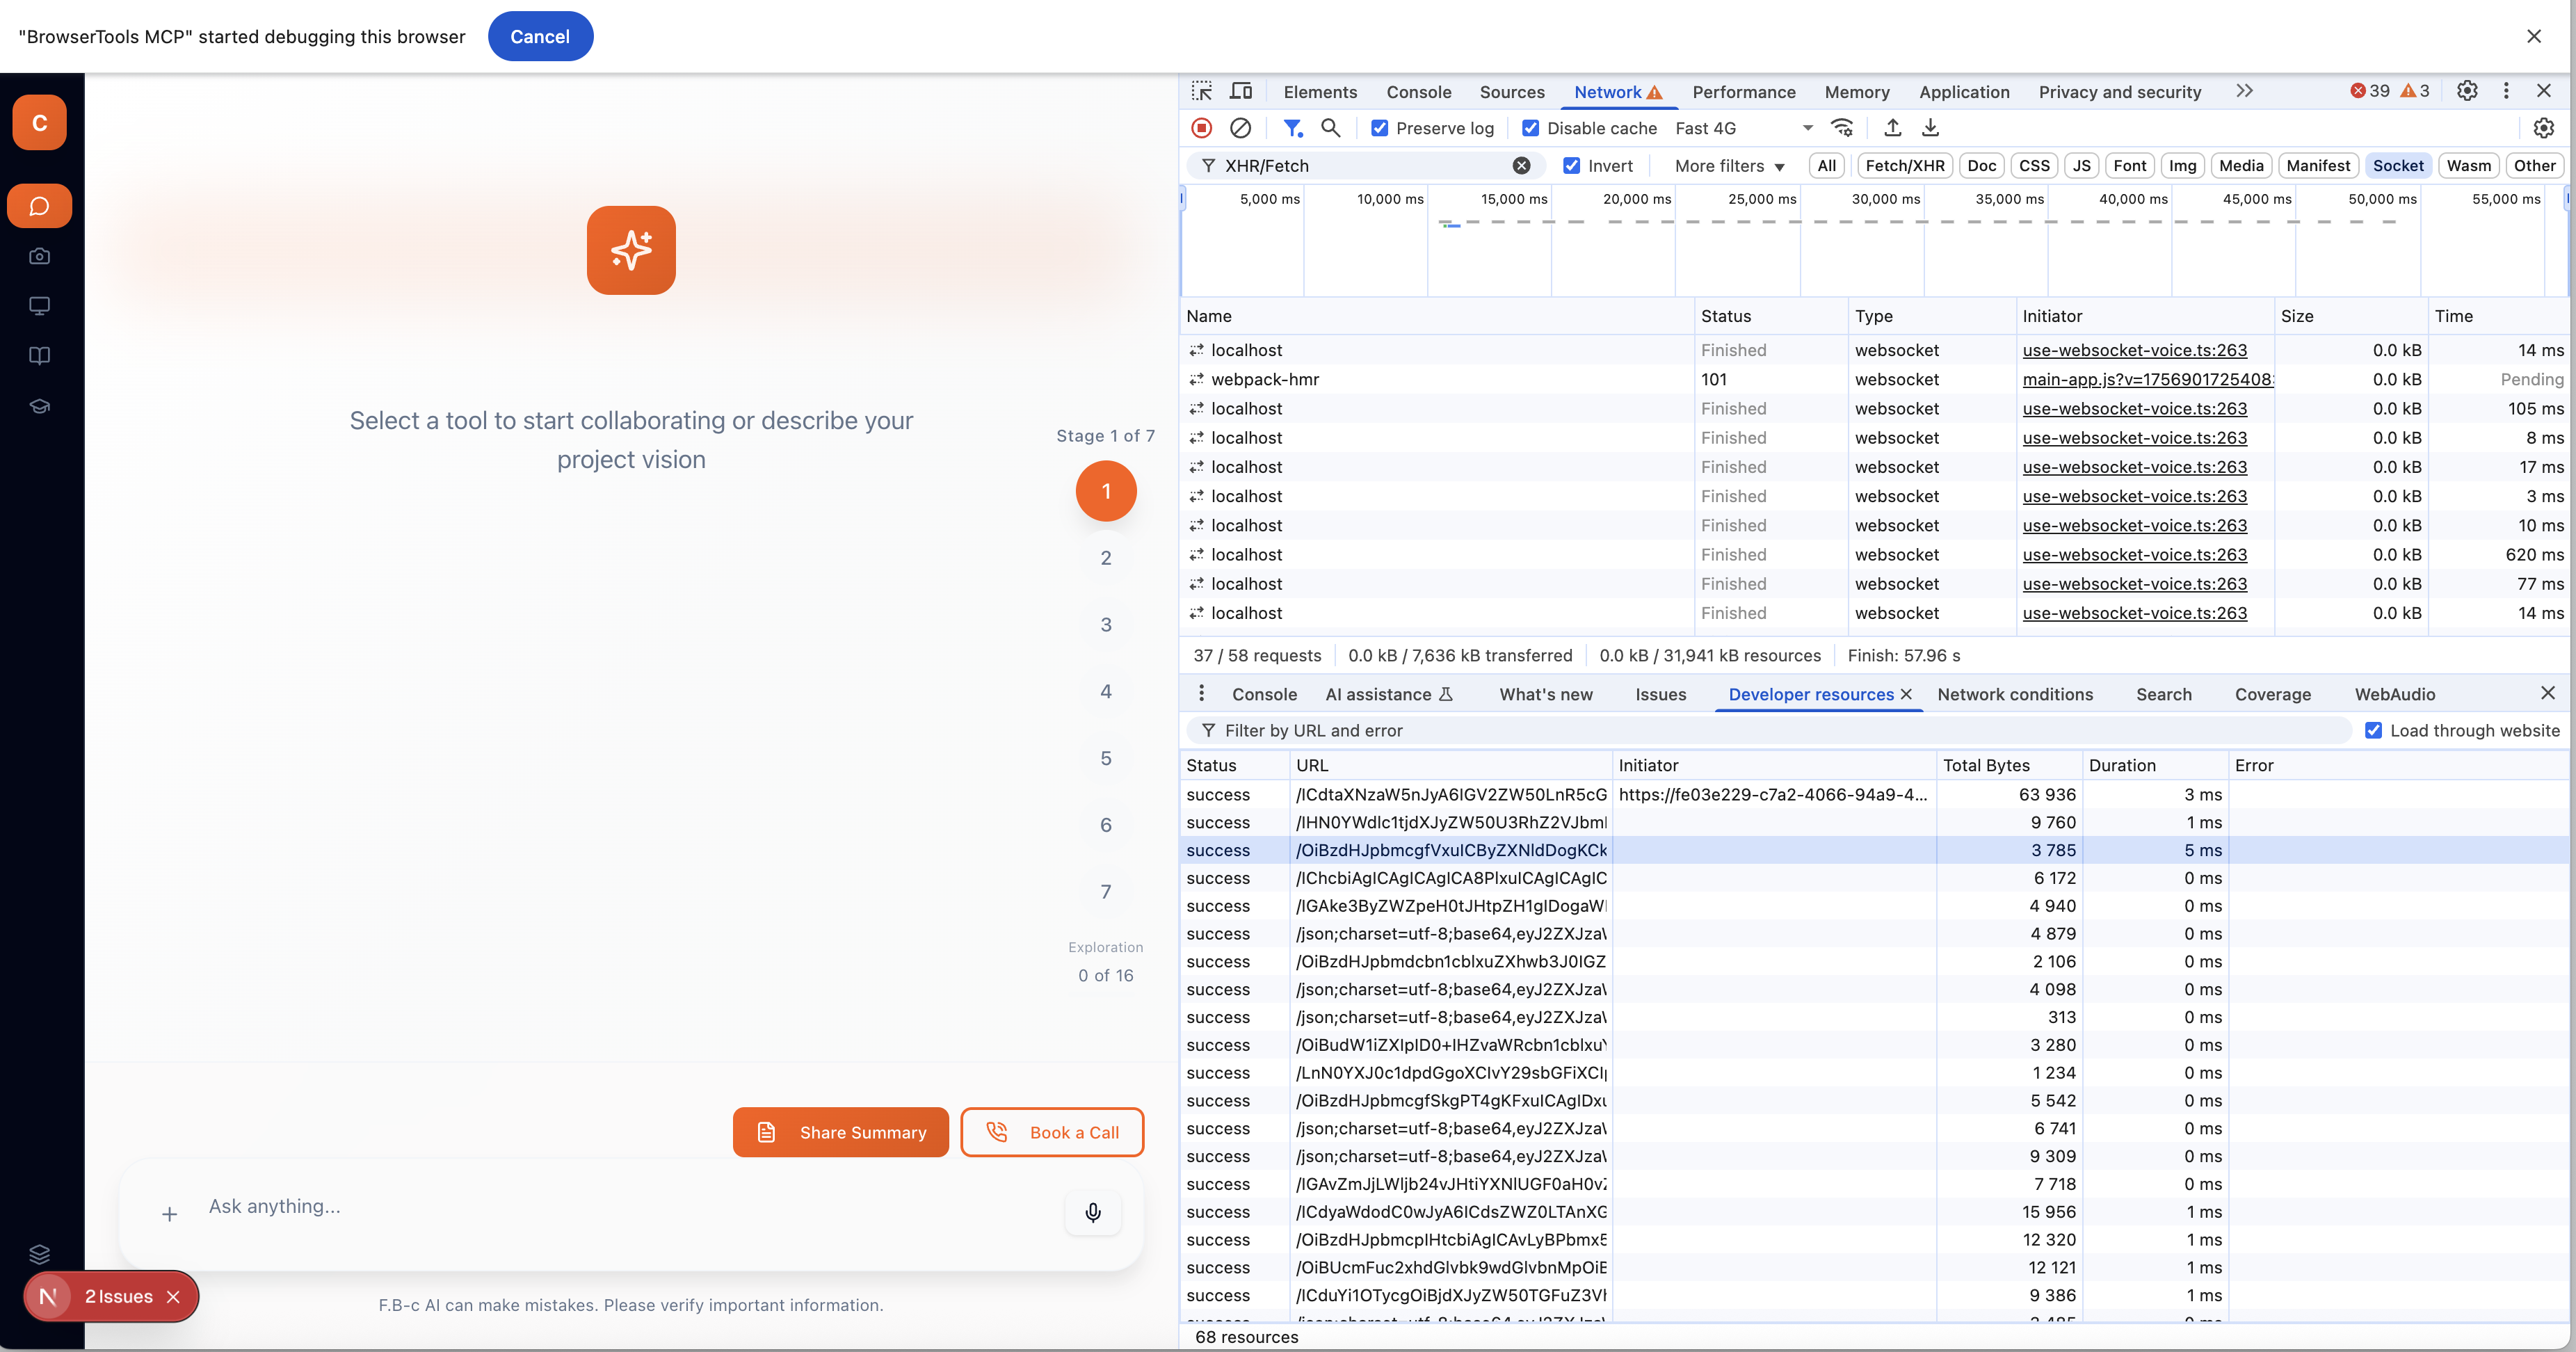 "BrowserTools MCP" started debugging this browser Cancel
C
Select a tool to start collaborating or describe your
project vision
Stage 1 of 7
1
2
3
4
5
6
7
Exploration
0 of 16
Share Summary Book a Call
Ask anything...
N 2 Issues
F.B-c AI can make mistakes. Please verify important information.
Elements Console Sources Network Performance Memory Application Privacy and security 39 3
Preserve log Disable cache Fast 4G
XHR/Fetch Invert More filters All Fetch/XHR Doc CSS JS Font Img Media Manifest Socket Wasm Other
5,000 ms 10,000 ms 15,000 ms 20,000 ms 25,000 ms 30,000 ms 35,000 ms 40,000 ms 45,000 ms 50,000 ms 55,000 ms
Name Status Type Initiator Size Time
localhost Finished websocket use-websocket-voice.ts:263 0.0 kB 14 ms
webpack-hmr 101 websocket main-app.js?v=1756901725408 0.0 kB Pending
localhost Finished websocket use-websocket-voice.ts:263 0.0 kB 105 ms
localhost Finished websocket use-websocket-voice.ts:263 0.0 kB 8 ms
localhost Finished websocket use-websocket-voice.ts:263 0.0 kB 17 ms
localhost Finished websocket use-websocket-voice.ts:263 0.0 kB 3 ms
localhost Finished websocket use-websocket-voice.ts:263 0.0 kB 10 ms
localhost Finished websocket use-websocket-voice.ts:263 0.0 kB 620 ms
localhost Finished websocket use-websocket-voice.ts:263 0.0 kB 77 ms
localhost Finished websocket use-websocket-voice.ts:263 0.0 kB 14 ms
37 / 58 requests 0.0 kB / 7,636 kB transferred 0.0 kB / 31,941 kB resources Finish: 57.96 s
Console AI assistance What's new Issues Developer resources Network conditions Search Coverage WebAudio
Filter by URL and error Load through website
Status URL Initiator Total Bytes Duration Error
success /ICdtaXNzaW5nJyA6IGV2ZW50LnR5cG https://fe03e229-c7a2-4066-94a9-4... 63 936 3 ms
success /IHN0YWdlc1tjdXJyZW50U3RhZ2VJbm 9 760 1 ms
success /OiBzdHJpbmcgfVxuICByZXNldDogKCk 3 785 5 ms
success /IChcbiAgICAgICAgICA8PlxuICAgICAgIC 6 172 0 ms
success /IGAke3ByZWZpeH0tJHtpZH1gIDogaW 4 940 0 ms
success /json;charset=utf-8;base64,eyJ2ZXJza 4 879 0 ms
success /OiBzdHJpbmdcbn1cblxuZXhwb3J0IGZ 2 106 0 ms
success /json;charset=utf-8;base64,eyJ2ZXJza 4 098 0 ms
success /json;charset=utf-8;base64,eyJ2ZXJza 313 0 ms
success /OiBudW1iZXIpID0+IHZvaWRcbn1cblxu 3 280 0 ms
success /LnN0YXJ0c1dpdGgoXCIvY29sbGFiXCI 1 234 0 ms
success /OiBzdHJpbmcgfSkgPT4gKFxuICAgIDx 5 542 0 ms
success /json;charset=utf-8;base64,eyJ2ZXJza 6 741 0 ms
success /json;charset=utf-8;base64,eyJ2ZXJza 9 309 0 ms
success /IGAvZmJjLWljb24vJHtiYXNlUGF0aH0v 7 718 0 ms
success /ICdyaWdodC0wJyA6ICdsZWZ0LTAnXG 15 956 1 ms
success /OiBzdHJpbmcpIHtcbiAgICAvLyBPbmx5 12 320 1 ms
success /OiBUcmFuc2xhdGlvbk9wdGlvbnMpOiB 12 121 1 ms
success /ICduYi1OTycgOiBjdXJyZW50TGFuZ3V 9 386 1 ms
68 resources